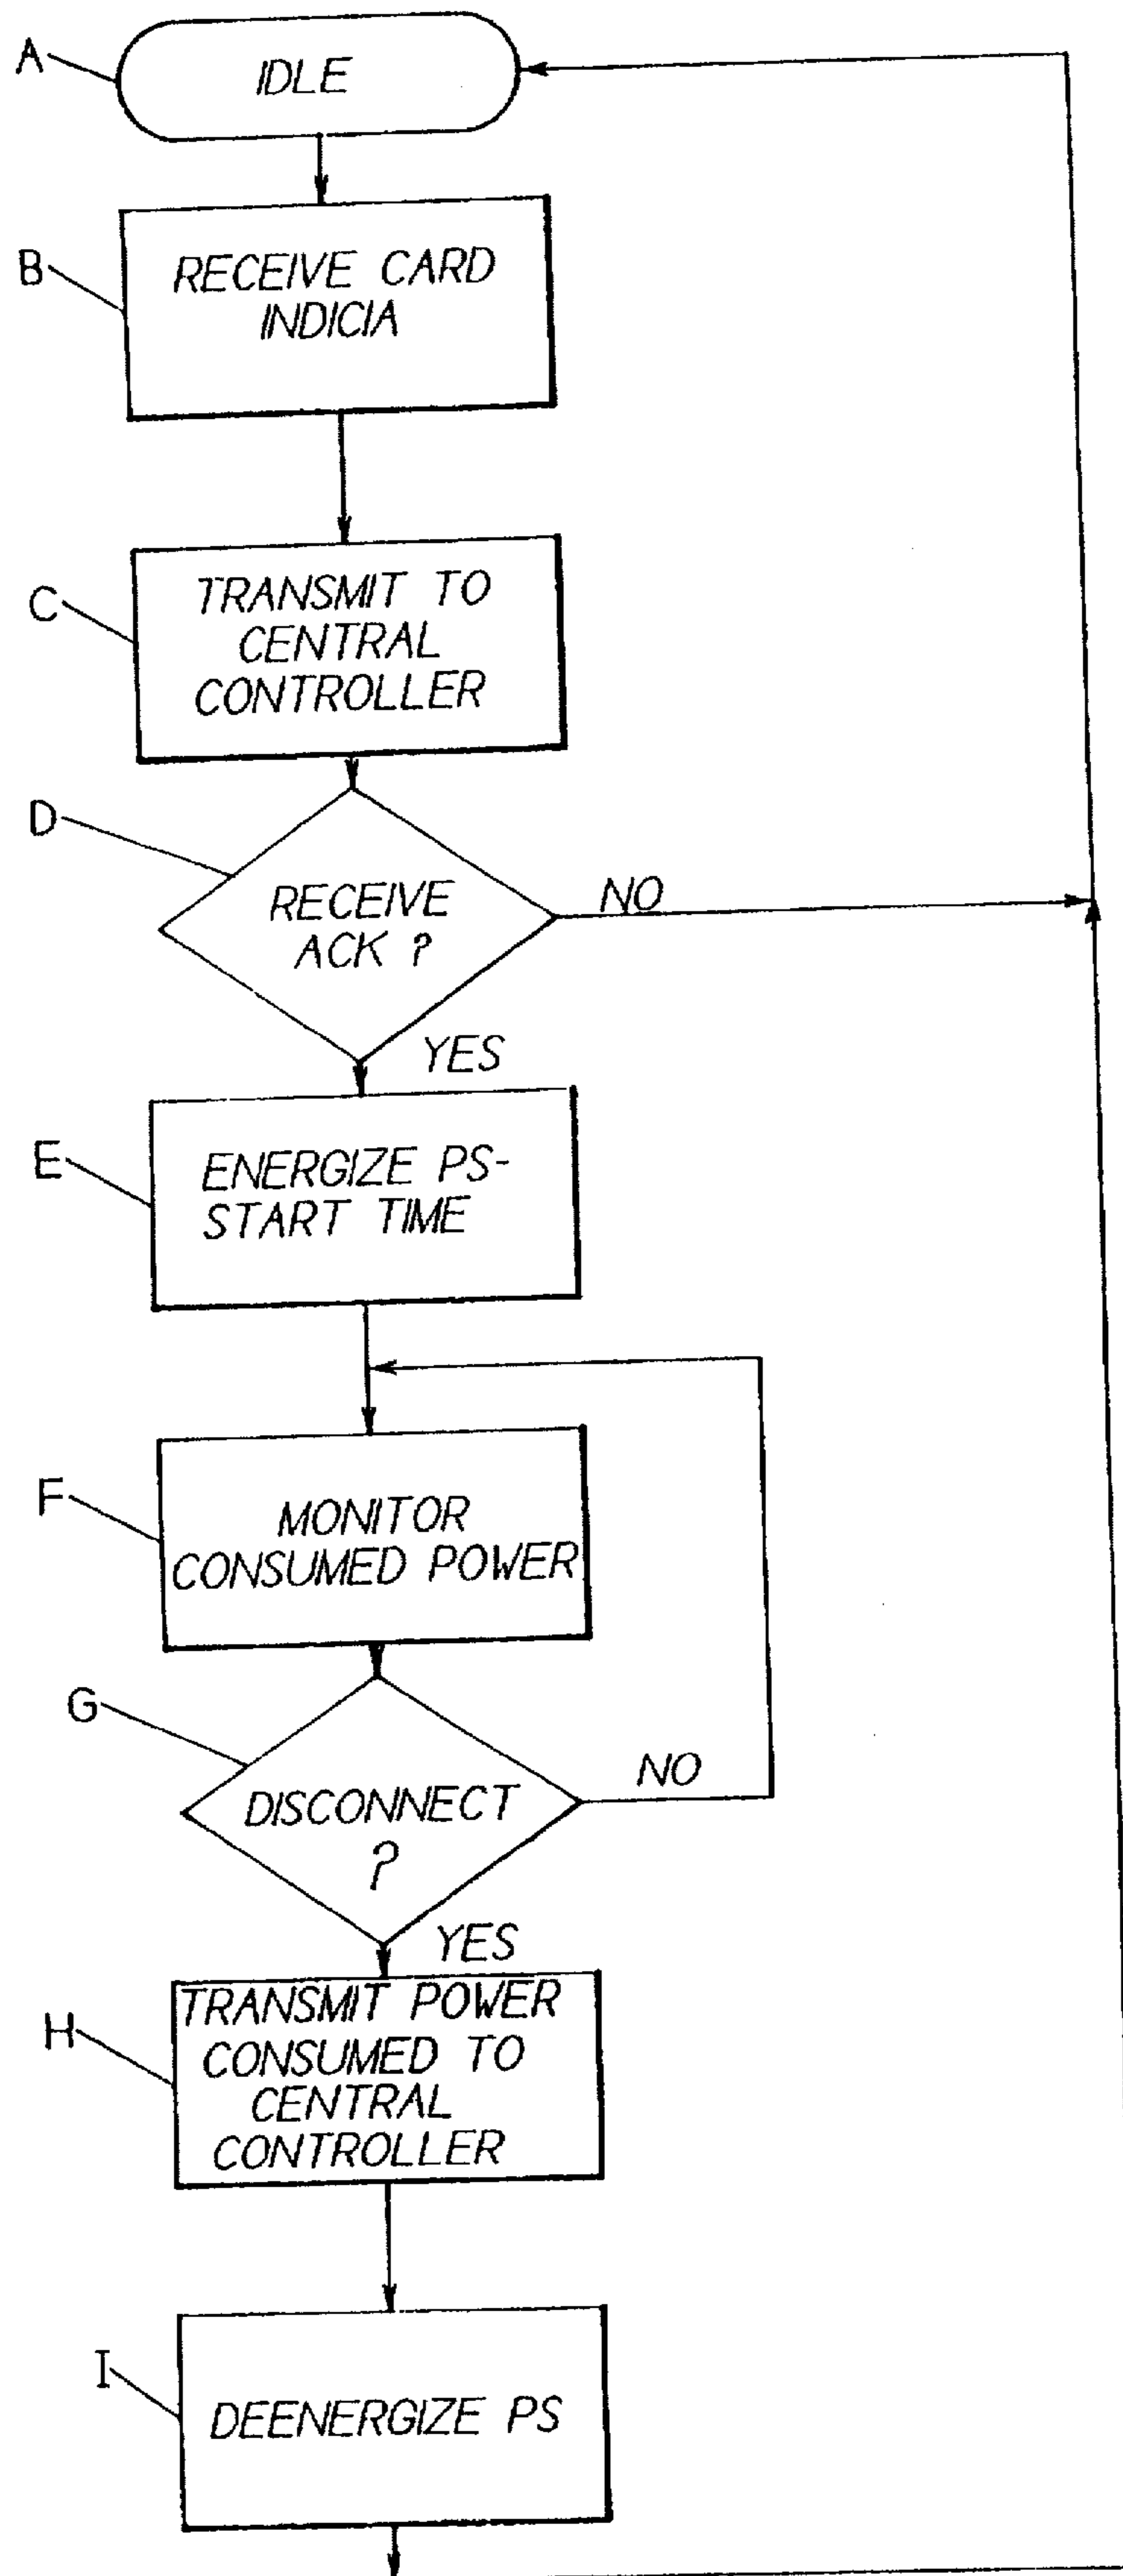 A
IDLE
B
RECEIVE CARD
INDICIA
C
TRANSMIT TO
CENTRAL
CONTROLLER
D
RECEIVE
ACK ?
NO
YES
E
ENERGIZE PS-
START TIME
F
MONITOR
CONSUMED POWER
G
DISCONNECT
?
NO
YES
H
TRANSMIT POWER
CONSUMED TO
CENTRAL
CONTROLLER
I
DEENERGIZE PS